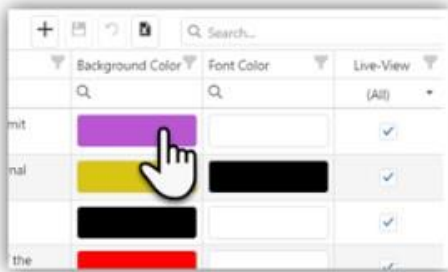 Search...
Background Color Font Color Live-View
(All)
mit
nal
the